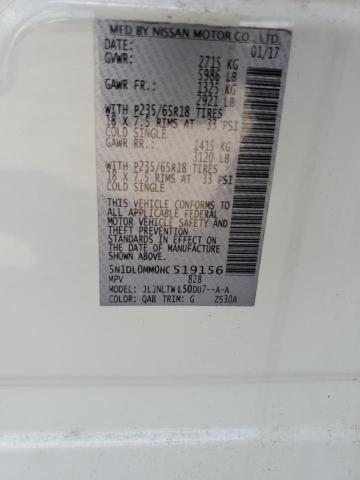 MFD BY NISSAN MOTOR CO., LTD.
DATE: 01/17
GVWR: 2715 KG
5986 LB
GAWR FR.: 1325 KG
2921 LB
WITH P235/65R18 TIRES
18 X 7.5 RIMS AT 33 PSI
COLD SINGLE
GAWR RR.: 1415 KG
3120 LB
WITH P235/65R18 TIRES
18 X 7.5 RIMS AT 33 PSI
COLD SINGLE
THIS VEHICLE CONFORMS TO ALL
APPLICABLE FEDERAL MOTOR
VEHICLE SAFETY, BUMPER, AND
THEFT PREVENTION STANDARDS IN
EFFECT ON THE DATE OF
MANUFACTURE SHOWN
ABOVE.
5N1DL0MM0HC519156
MPV 828
MODEL: JLJNLTWL50DU7--A-A
COLOR: QAB TRIM: G ZS30A